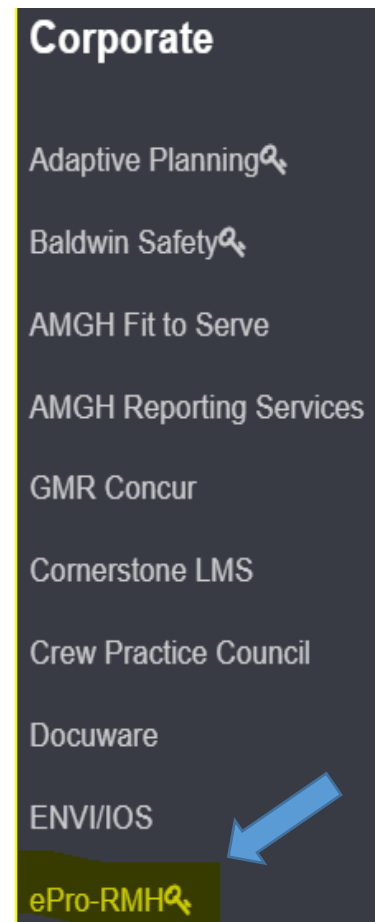 Corporate
Adaptive Planning
Baldwin Safety
AMGH Fit to Serve
AMGH Reporting Services
GMR Concur
Cornerstone LMS
Crew Practice Council
Docuware
ENVI/IOS
ePro-RMH